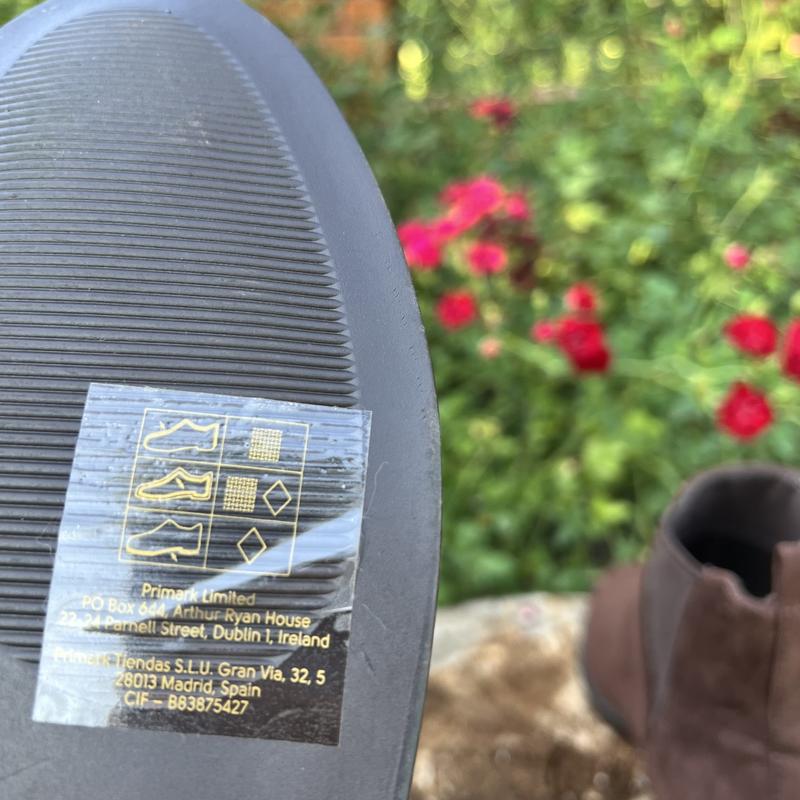 Primark Limited
PO Box 644, Arthur Ryan House
22-24 Parnell Street, Dublin 1, Ireland
Primark Tiendas S.L.U. Gran Via, 32, 5
28013 Madrid, Spain
CIF – B83875427